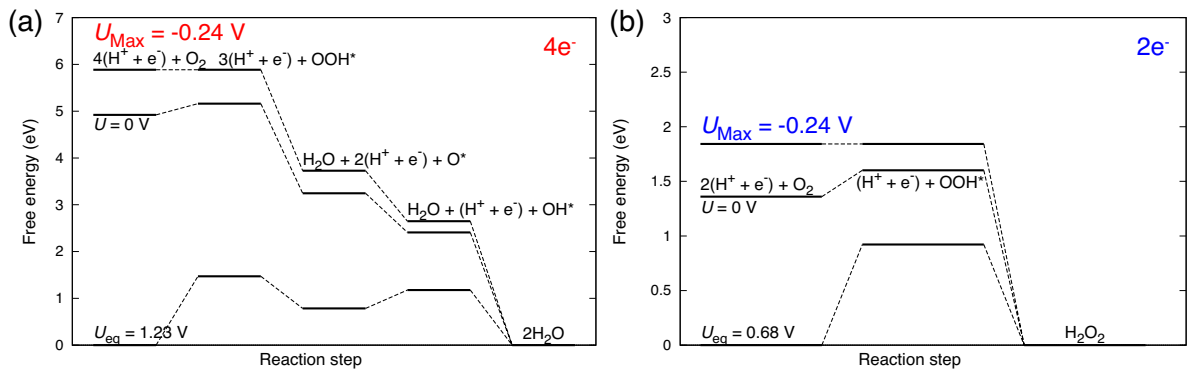 (a)
7
6
5
4
3
2
1
0
Free energy (eV)
U_Max = -0.24 V
4e⁻
4(H⁺ + e⁻) + O₂
3(H⁺ + e⁻) + OOH*
U = 0 V
H₂O + 2(H⁺ + e⁻) + O*
H₂O + (H⁺ + e⁻) + OH*
U_eq = 1.23 V
2H₂O
Reaction step
(b)
3
2.5
2
1.5
1
0.5
0
Free energy (eV)
2e⁻
U_Max = -0.24 V
2(H⁺ + e⁻) + O₂
(H⁺ + e⁻) + OOH*
U = 0 V
U_eq = 0.68 V
H₂O₂
Reaction step